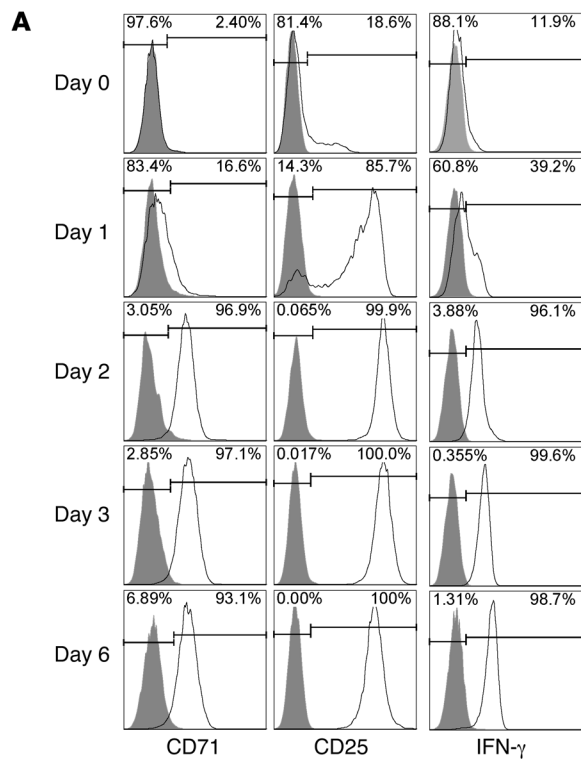 A
97.6% 2.40% 81.4% 18.6% 88.1% 11.9%
Day 0
83.4% 16.6% 14.3% 85.7% 60.8% 39.2%
Day 1
3.05% 96.9% 0.065% 99.9% 3.88% 96.1%
Day 2
2.85% 97.1% 0.017% 100.0% 0.355% 99.6%
Day 3
6.89% 93.1% 0.00% 100% 1.31% 98.7%
Day 6
CD71 CD25 IFN-γ